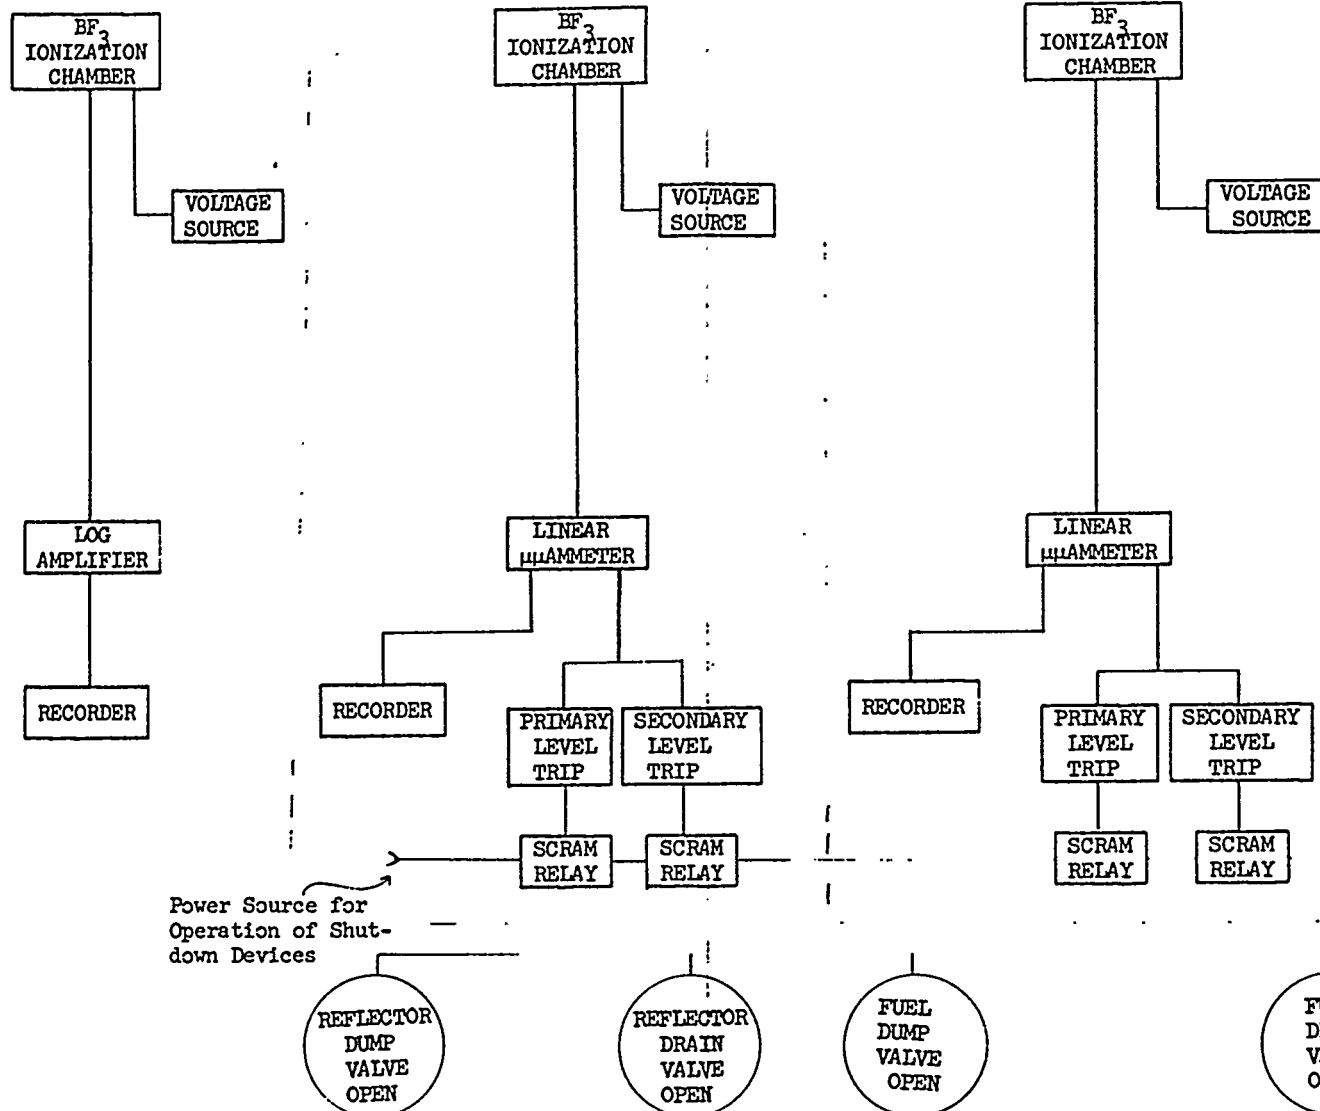 BF3
IONIZATION
CHAMBER
VOLTAGE
SOURCE
LOG
AMPLIFIER
RECORDER
BF3
IONIZATION
CHAMBER
VOLTAGE
SOURCE
LINEAR
μμAMMETER
RECORDER
PRIMARY
LEVEL
TRIP
SECONDARY
LEVEL
TRIP
SCRAM
RELAY
SCRAM
RELAY
BF3
IONIZATION
CHAMBER
VOLTAGE
SOURCE
LINEAR
μμAMMETER
RECORDER
PRIMARY
LEVEL
TRIP
SECONDARY
LEVEL
TRIP
SCRAM
RELAY
SCRAM
RELAY
Power Source for
Operation of Shut-
down Devices
REFLECTOR
DUMP
VALVE
OPEN
REFLECTOR
DRAIN
VALVE
OPEN
FUEL
DUMP
VALVE
OPEN